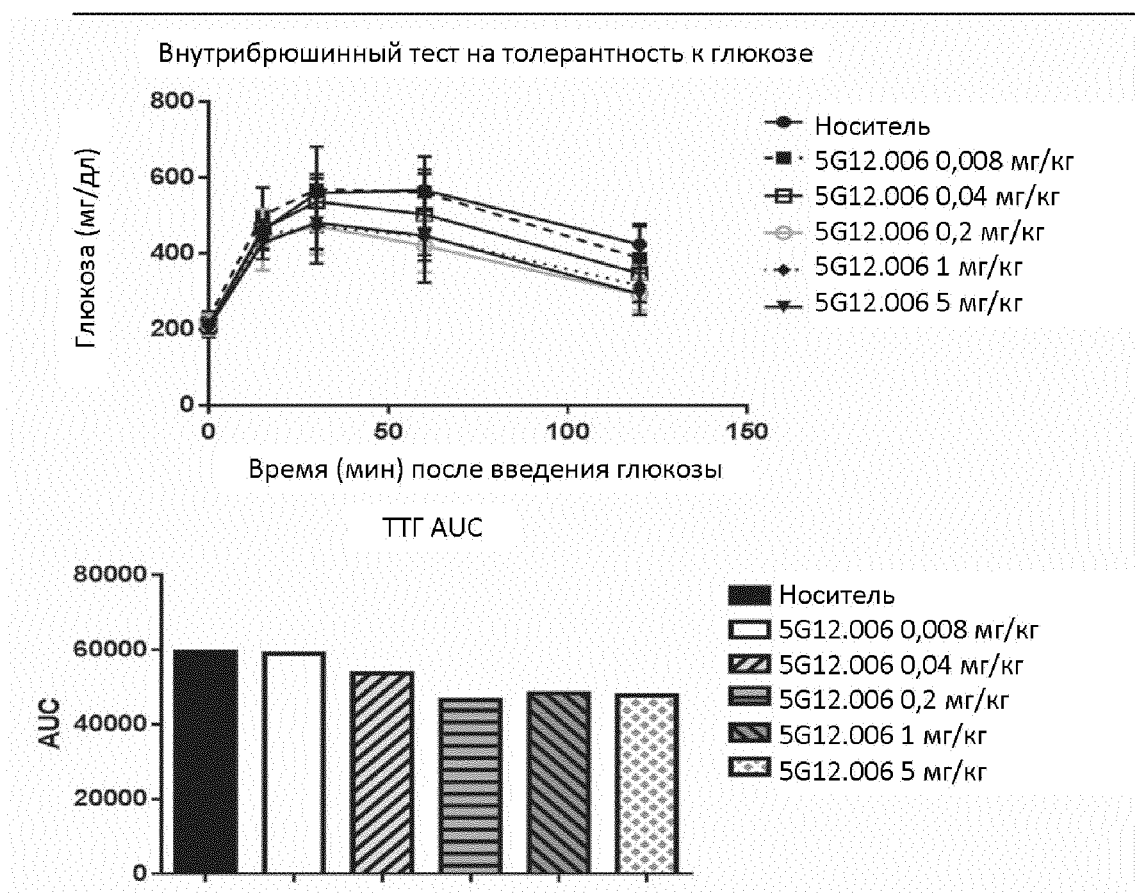 Внутрибрюшинный тест на толерантность к глюкозе
800
600
400
200
0
Глюкоза (мг/дл)
0
50
100
150
Время (мин) после введения глюкозы
Носитель
5G12.006 0,008 мг/кг
5G12.006 0,04 мг/кг
5G12.006 0,2 мг/кг
5G12.006 1 мг/кг
5G12.006 5 мг/кг
ТТГ AUC
80000
60000
40000
20000
0
AUC
Носитель
5G12.006 0,008 мг/кг
5G12.006 0,04 мг/кг
5G12.006 0,2 мг/кг
5G12.006 1 мг/кг
5G12.006 5 мг/кг